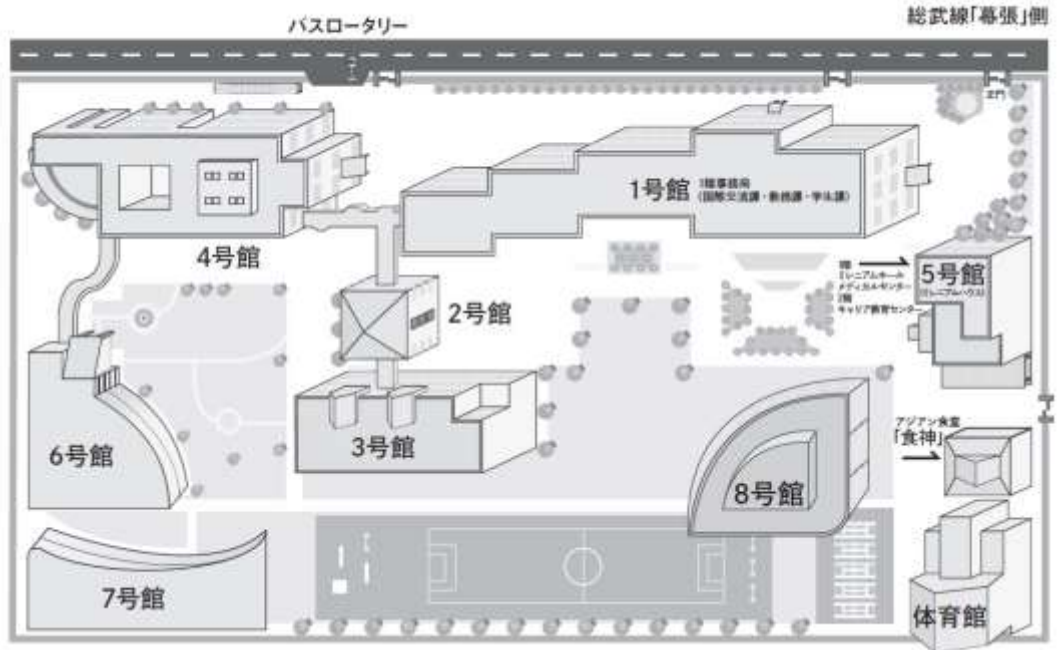 総武線「幕張」側
バスロータリー
正門
1号館
1階事務局
(国際交流課・教務課・学生課)
4号館
2号館
1階
ミレニアムホール
メディカルセンター
2階
キャリア教育センター
5号館
(ミレニアムハウス)
6号館
3号館
8号館
アジアン食堂
「食神」
7号館
体育館